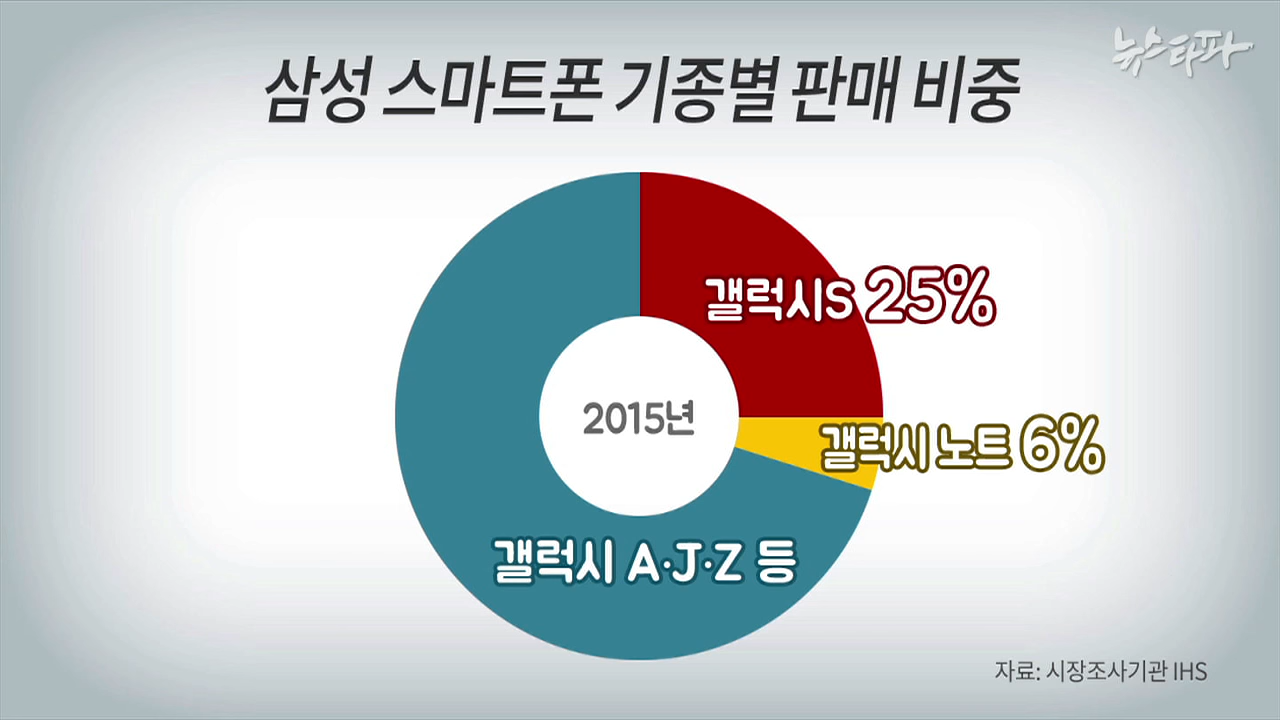 뉴스타파
삼성 스마트폰 기종별 판매 비중
갤럭시S 25%
2015년
갤럭시 노트 6%
갤럭시 A·J·Z 등
자료: 시장조사기관 IHS